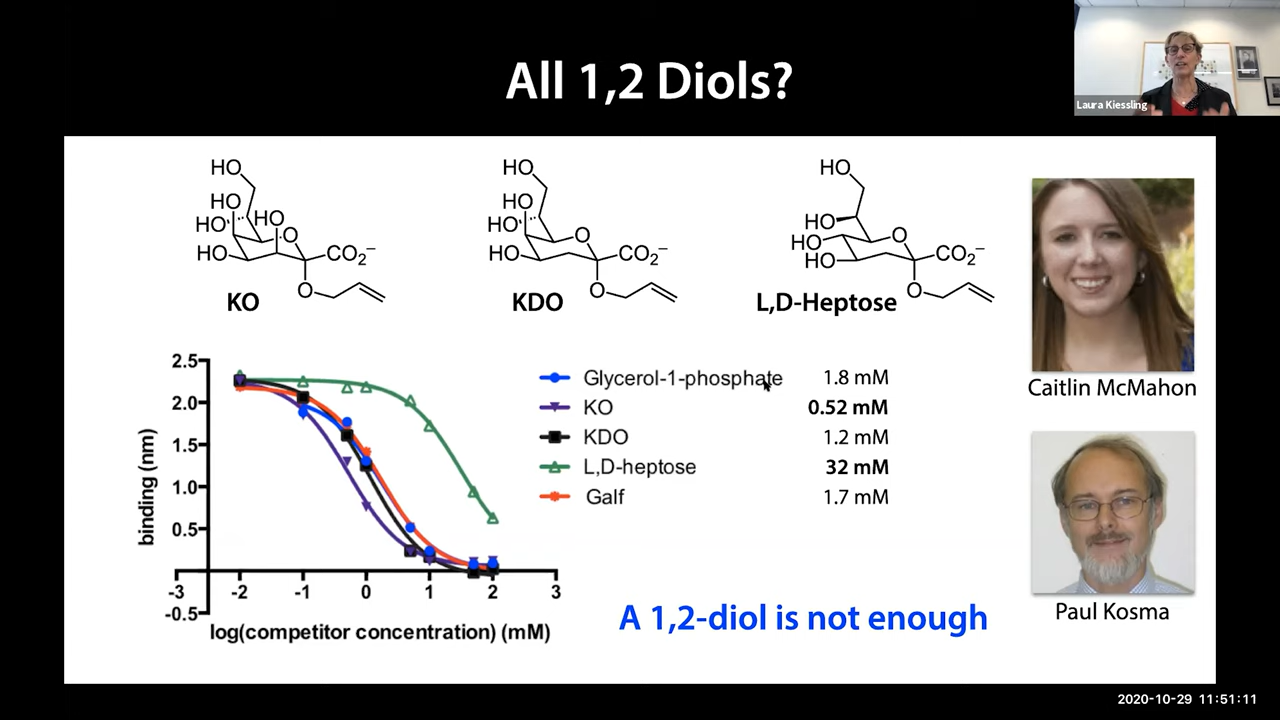 All 1,2 Diols?
Laura Kiessling
HO
HO
HO
HO
HO
O
CO2−
O
KO
HO
HO
HO
HO
O
CO2−
O
KDO
HO
HO
HO
HO
O
CO2−
O
L,D-Heptose
Caitlin McMahon
2.5
2.0
1.5
1.0
0.5
-0.5
-3 -2 -1 0 1 2 3
binding (nm)
log(competitor concentration) (mM)
Glycerol-1-phosphate 1.8 mM
KO 0.52 mM
KDO 1.2 mM
L,D-heptose 32 mM
Galf 1.7 mM
A 1,2-diol is not enough
Paul Kosma
2020-10-29 11:51:11